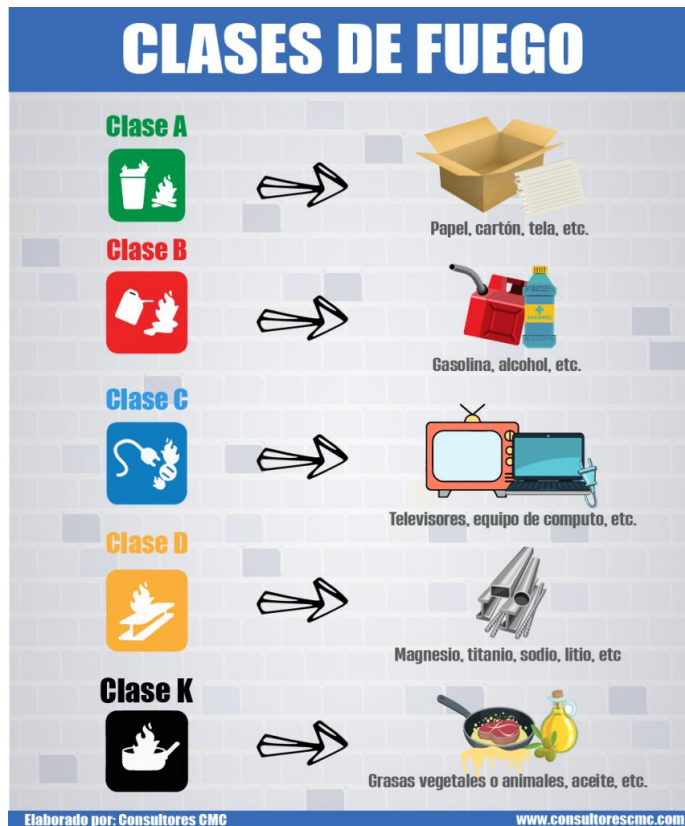 CLASES DE FUEGO
Clase A
Papel, cartón, tela, etc.
Clase B
ALCOHOL
Gasolina, alcohol, etc.
Clase C
Televisores, equipo de computo, etc.
Clase D
Magnesio, titanio, sodio, litio, etc
Clase K
Grasas vegetales o animales, aceite, etc.
Elaborado por: Consultores CMC
www.consultorescmc.com